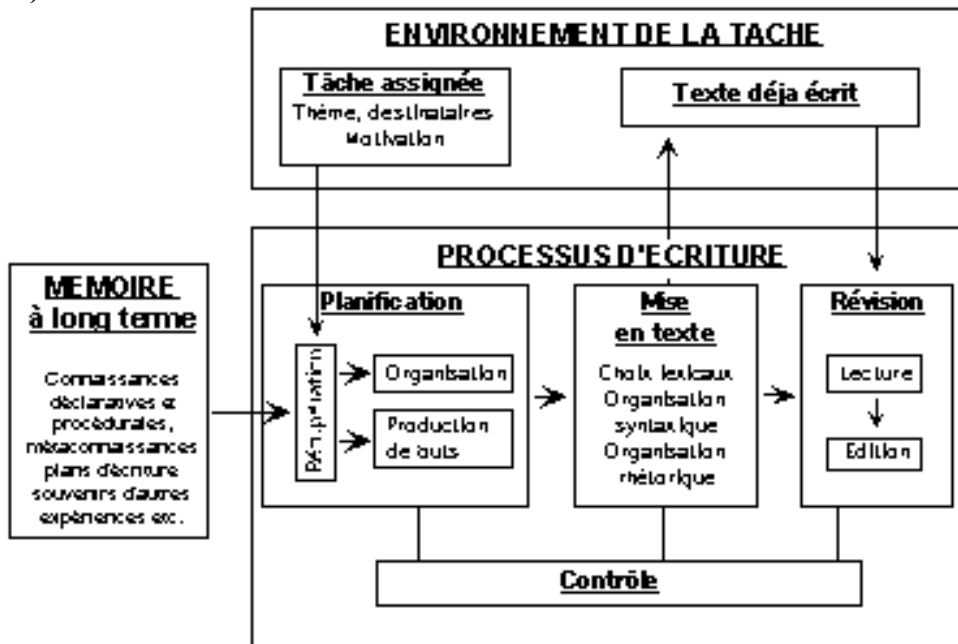 )
ENVIRONNEMENT DE LA TACHE
Tâche assignée
Thème, destinataires
Motivation
Texte déja écrit
PROCESSUS D'ECRITURE
MEMOIRE
à long terme
Connaissances
déclaratives et
procédurales,
métaconnaissances
plans d'écriture
souvenirs d'autres
expériences etc.
Planification
Récupération
Organisation
Production
de buts
Mise
en texte
Choix lexicaux
Organisation
syntaxique
Organisation
rhétorique
Révision
Lecture
Edition
Contrôle